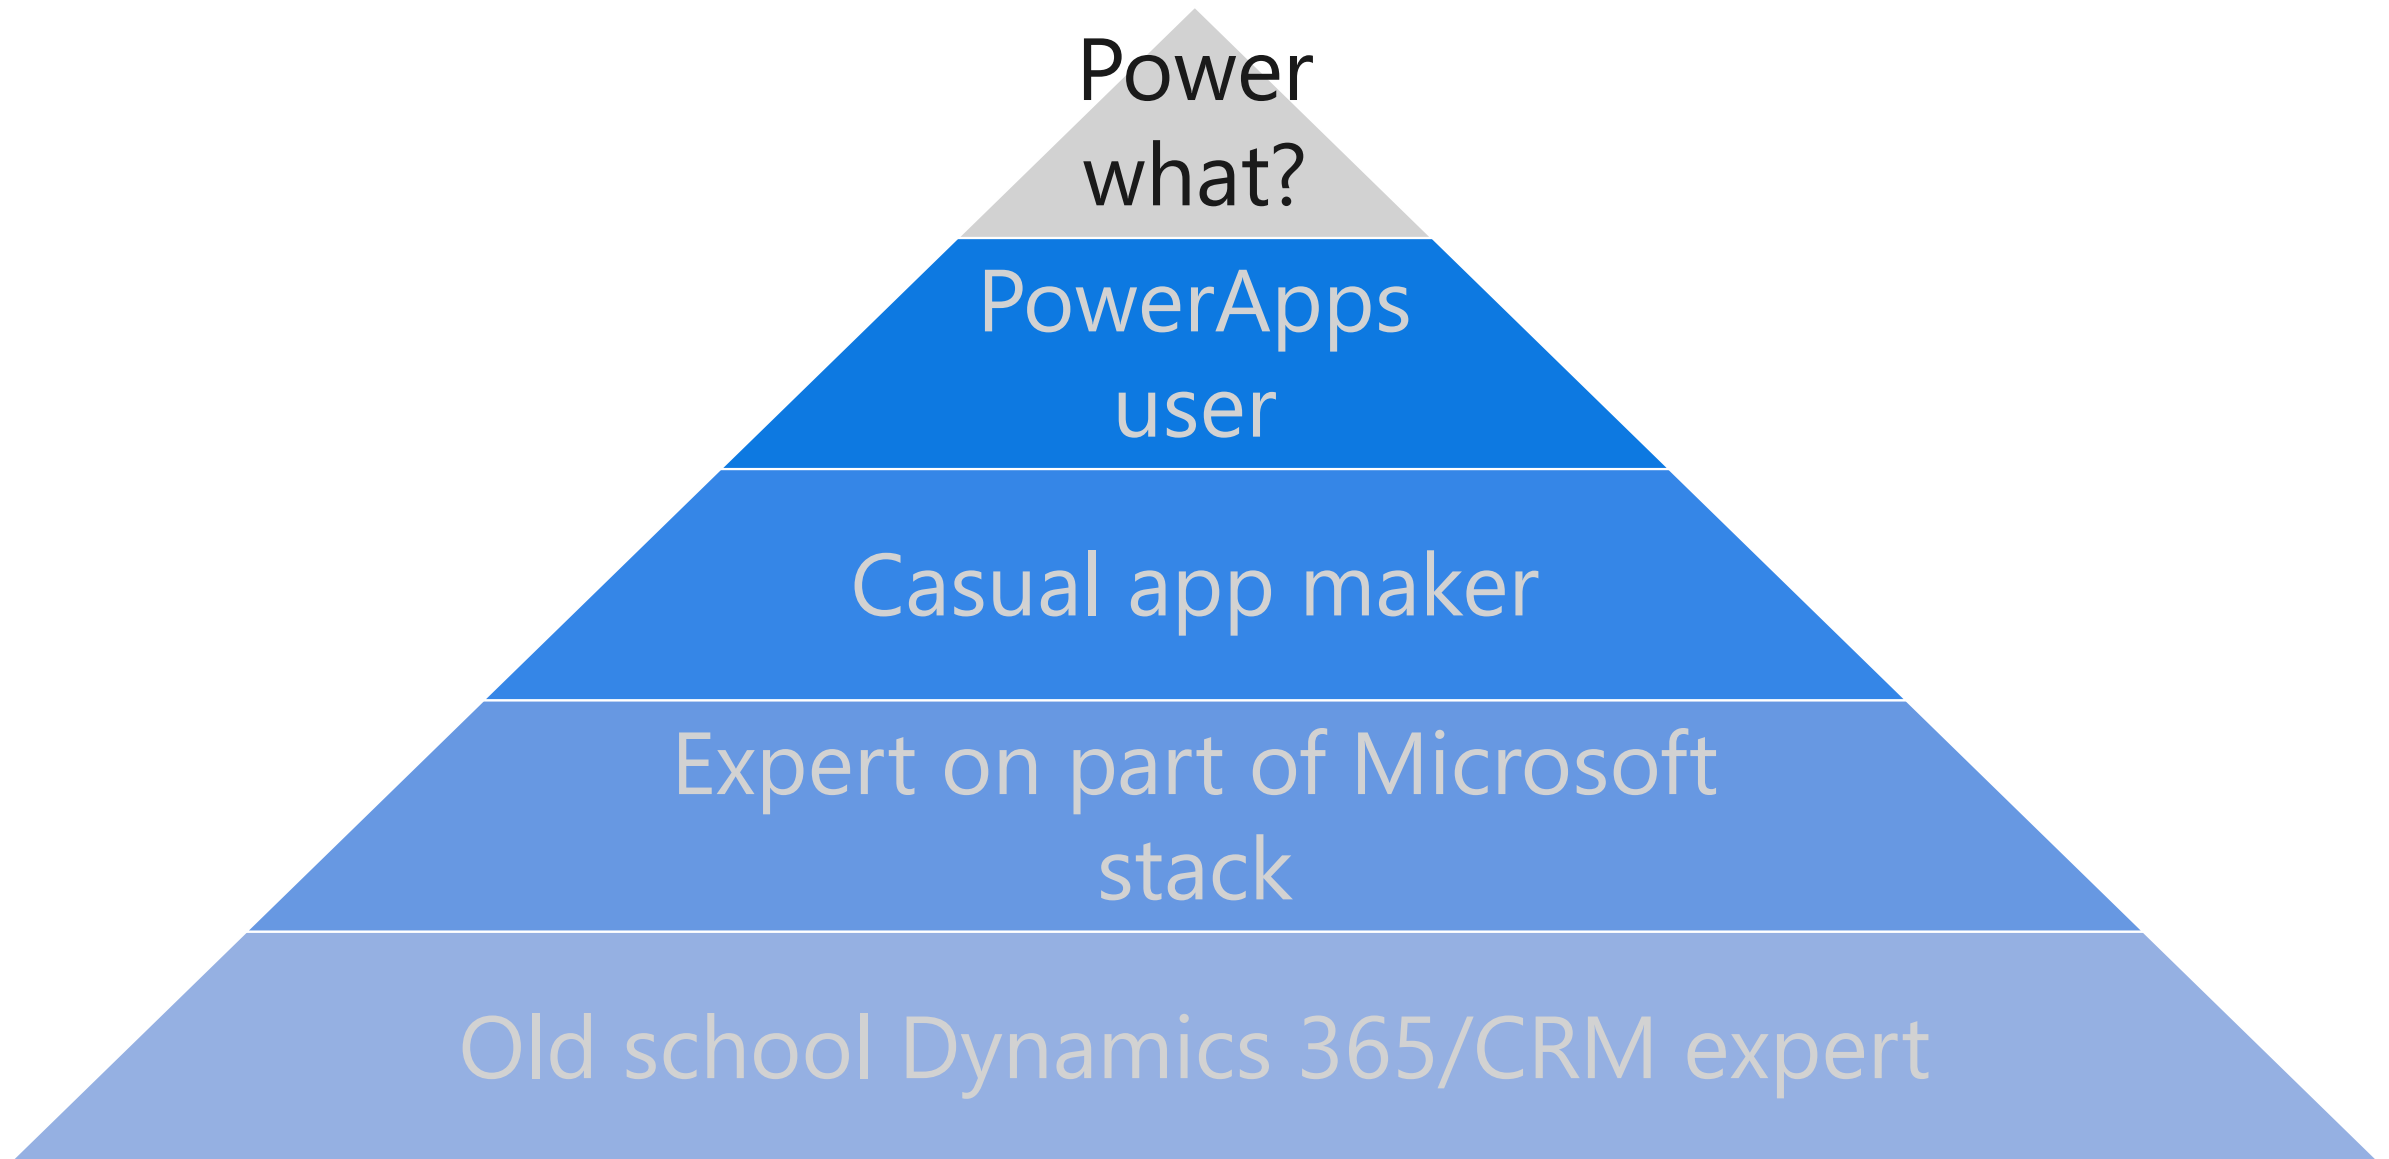 Power
what?
PowerApps
user
Casual app maker
Expert on part of Microsoft
stack
Old school Dynamics 365/CRM expert